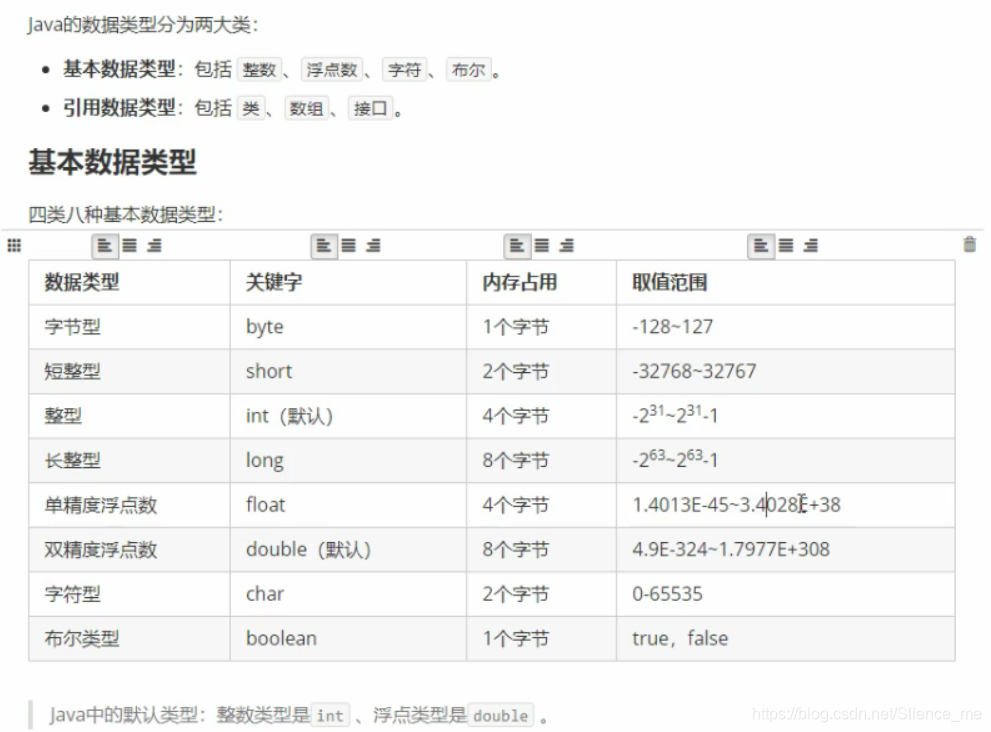 Java的数据类型分为两大类：
• 基本数据类型：包括 整数、浮点数、字符、布尔。
• 引用数据类型：包括 类、数组、接口。
基本数据类型
四类八种基本数据类型：
数据类型 关键字 内存占用 取值范围
字节型 byte 1个字节 -128~127
短整型 short 2个字节 -32768~32767
整型 int（默认） 4个字节 -2³¹~2³¹-1
长整型 long 8个字节 -2⁶³~2⁶³-1
单精度浮点数 float 4个字节 1.4013E-45~3.4028E+38
双精度浮点数 double（默认） 8个字节 4.9E-324~1.7977E+308
字符型 char 2个字节 0-65535
布尔类型 boolean 1个字节 true，false
Java中的默认类型：整数类型是 int 、浮点类型是 double 。
https://blog.csdn.net/Slience_me